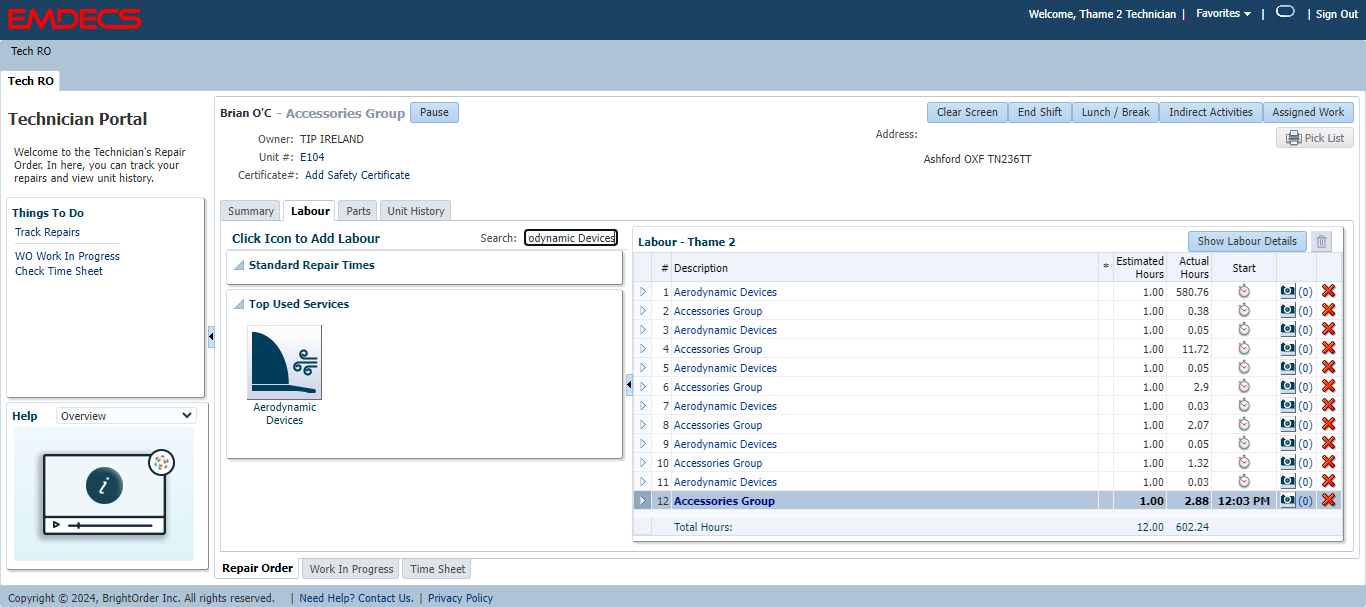 EMDECS
Welcome, Thame 2 Technician | Favorites | | Sign Out
Tech RO
Tech RO
Technician Portal
Welcome to the Technician's Repair
Order. In here, you can track your
repairs and view unit history.
Things To Do
Track Repairs
WO Work In Progress
Check Time Sheet
Help Overview
i
Brian O'C - Accessories Group Pause
Clear Screen End Shift Lunch / Break Indirect Activities Assigned Work
Pick List
Owner: TIP IRELAND
Unit #: E104
Certificate#: Add Safety Certificate
Address:
Ashford OXF TN236TT
Summary Labour Parts Unit History
Click Icon to Add Labour Search: odynamic Devices
Standard Repair Times
Top Used Services
Aerodynamic
Devices
Labour - Thame 2 Show Labour Details
# Description * Estimated Hours Actual Hours Start
1 Aerodynamic Devices 1.00 580.76 (0)
2 Accessories Group 1.00 0.38 (0)
3 Aerodynamic Devices 1.00 0.05 (0)
4 Accessories Group 1.00 11.72 (0)
5 Aerodynamic Devices 1.00 0.05 (0)
6 Accessories Group 1.00 2.9 (0)
7 Aerodynamic Devices 1.00 0.03 (0)
8 Accessories Group 1.00 2.07 (0)
9 Aerodynamic Devices 1.00 0.05 (0)
10 Accessories Group 1.00 1.32 (0)
11 Aerodynamic Devices 1.00 0.03 (0)
12 Accessories Group 1.00 2.88 12:03 PM (0)
Total Hours: 12.00 602.24
Repair Order Work In Progress Time Sheet
Copyright © 2024, BrightOrder Inc. All rights reserved. | Need Help? Contact Us. | Privacy Policy